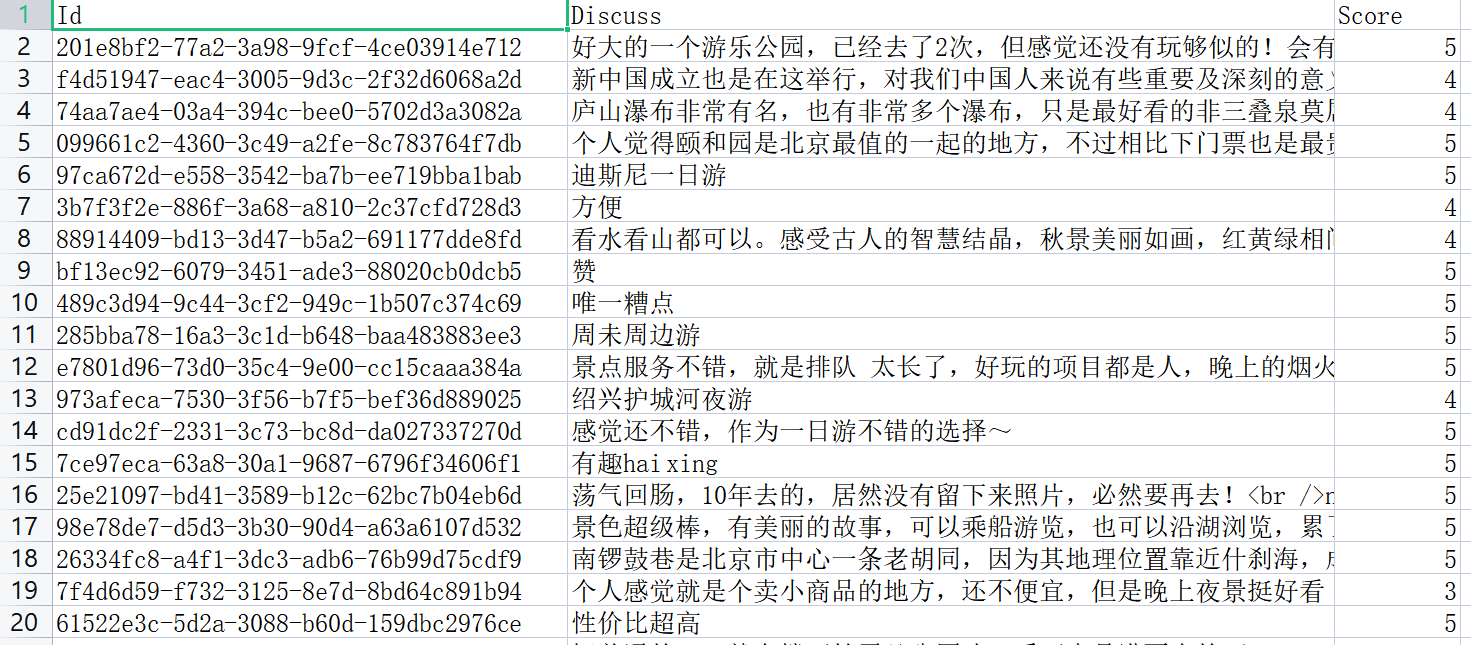 1 Id Discuss Score
2 201e8bf2-77a2-3a98-9fcf-4ce03914e712 好大的一个游乐公园，已经去了2次，但感觉还没有玩够似的！会有 5
3 f4d51947-eac4-3005-9d3c-2f32d6068a2d 新中国成立也是在这举行，对我们中国人来说有些重要及深刻的意 4
4 74aa7ae4-03a4-394c-bee0-5702d3a3082a 庐山瀑布非常有名，也有非常多个瀑布，只是最好看的非三叠泉莫 4
5 099661c2-4360-3c49-a2fe-8c783764f7db 个人觉得颐和园是北京最值的一起的地方，不过相比下门票也是最 5
6 97ca672d-e558-3542-ba7b-ee719bba1bab 迪斯尼一日游 5
7 3b7f3f2e-886f-3a68-a810-2c37cfd728d3 方便 4
8 88914409-bd13-3d47-b5a2-691177dde8fd 看水看山都可以。感受古人的智慧结晶，秋景美丽如画，红黄绿相 4
9 bf13ec92-6079-3451-ade3-88020cb0dcb5 赞 5
10 489c3d94-9c44-3cf2-949c-1b507c374c69 唯一糟点 5
11 285bba78-16a3-3c1d-b648-baa483883ee3 周未周边游 5
12 e7801d96-73d0-35c4-9e00-cc15caaa384a 景点服务不错，就是排队 太长了，好玩的项目都是人，晚上的烟火 5
13 973afeca-7530-3f56-b7f5-bef36d889025 绍兴护城河夜游 4
14 cd91dc2f-2331-3c73-bc8d-da027337270d 感觉还不错，作为一日游不错的选择～ 5
15 7ce97eca-63a8-30a1-9687-6796f34606f1 有趣haixing 5
16 25e21097-bd41-3589-b12c-62bc7b04eb6d 荡气回肠，10年去的，居然没有留下来照片，必然要再去！<br />n 5
17 98e78de7-d5d3-3b30-90d4-a63a6107d532 景色超级棒，有美丽的故事，可以乘船游览，也可以沿湖浏览，累 5
18 26334fc8-a4f1-3dc3-adb6-76b99d75cdf9 南锣鼓巷是北京市中心一条老胡同，因为其地理位置靠近什刹海， 5
19 7f4d6d59-f732-3125-8e7d-8bd64c891b94 个人感觉就是个卖小商品的地方，还不便宜，但是晚上夜景挺好看 3
20 61522e3c-5d2a-3088-b60d-159dbc2976ce 性价比超高 5